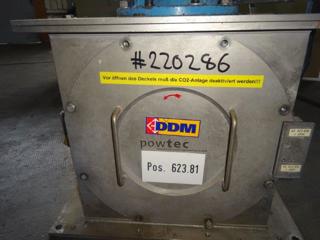 #220286
Vor öffnen des Deckels muß die CO2-Anlage deaktiviert werden!!!
DDM
powtec
Pos. 623.81